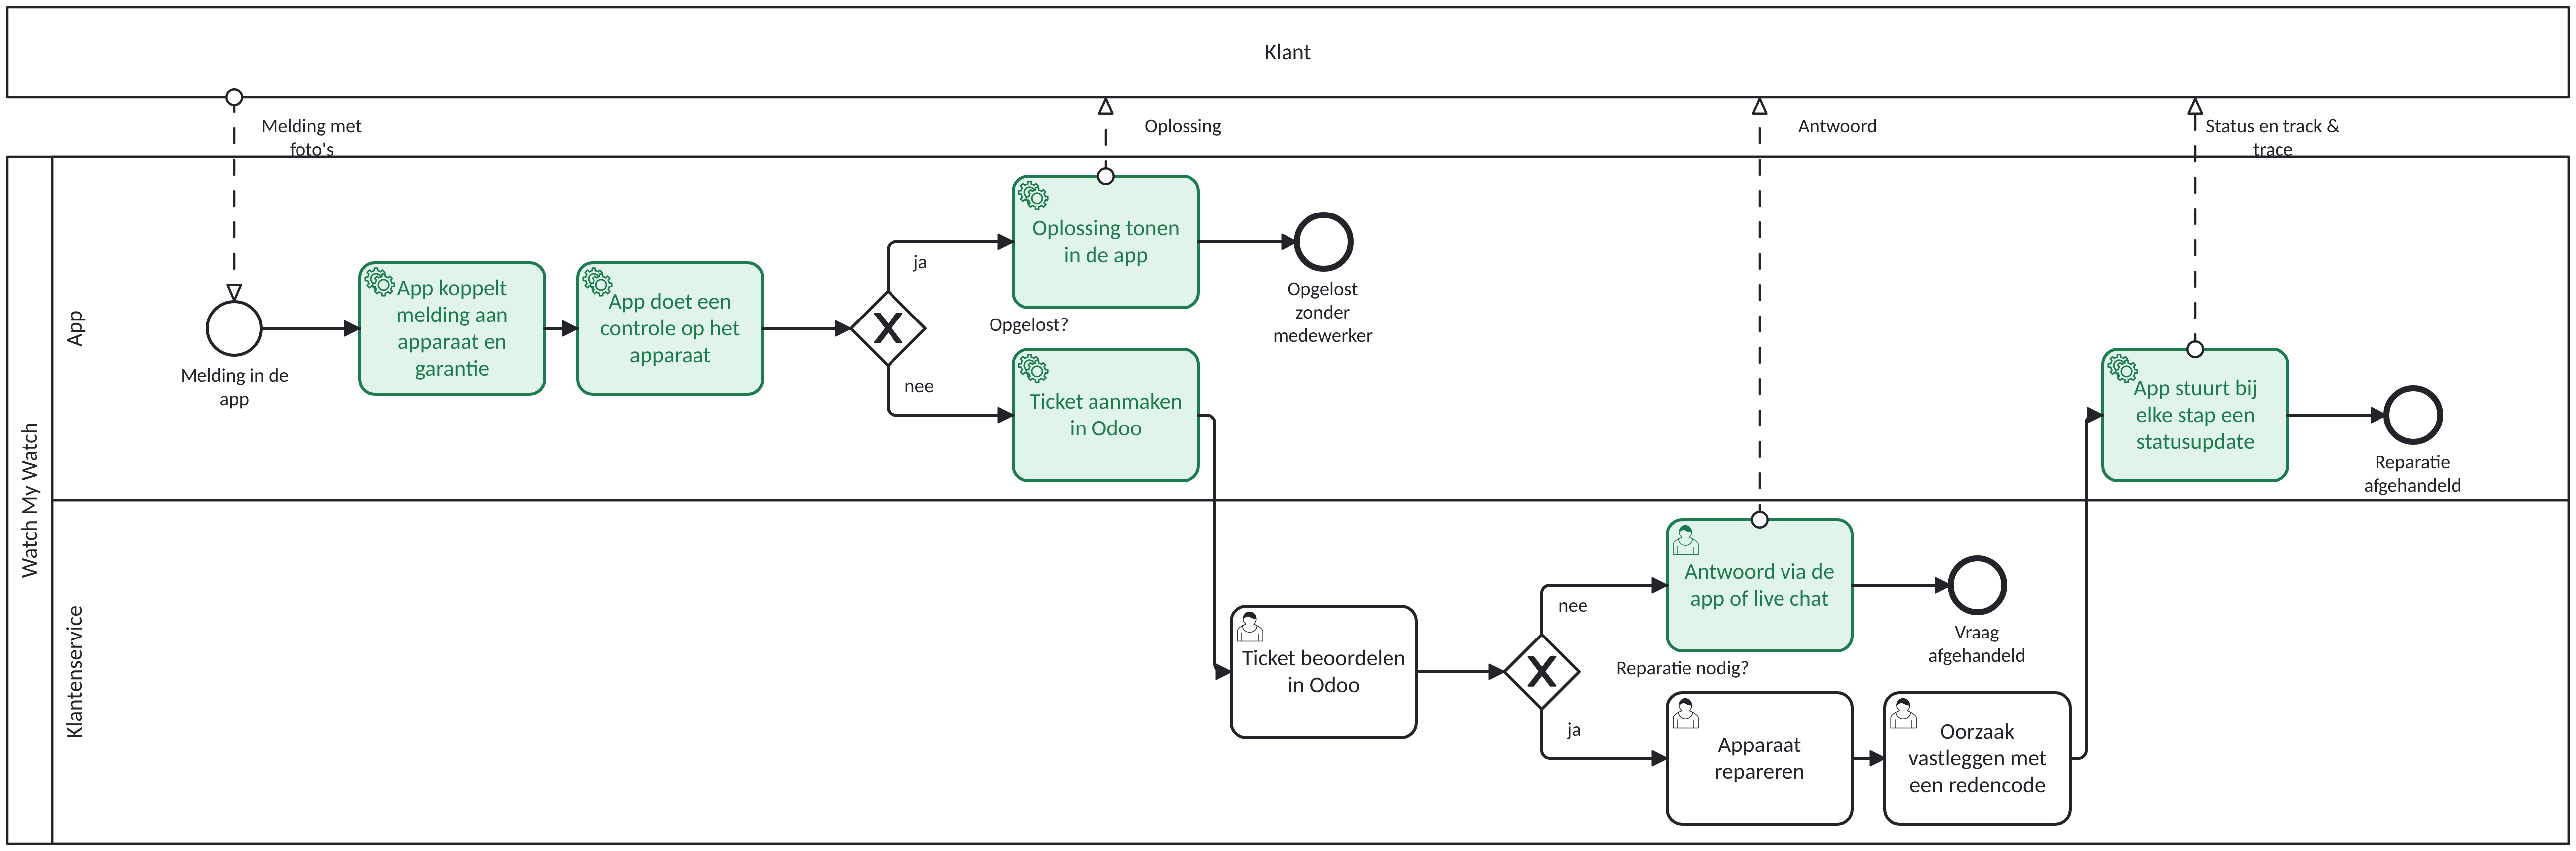 Klant
Melding met
foto's
Oplossing
Antwoord
Status en track &
trace
Watch My Watch
App
Melding in de
app
App koppelt
melding aan
apparaat en
garantie
App doet een
controle op het
apparaat
ja
nee
Opgelost?
Oplossing tonen
in de app
Opgelost
zonder
medewerker
Ticket aanmaken
in Odoo
App stuurt bij
elke stap een
statusupdate
Reparatie
afgehandeld
Klantenservice
Ticket beoordelen
in Odoo
nee
ja
Reparatie nodig?
Antwoord via de
app of live chat
Vraag
afgehandeld
Apparaat
repareren
Oorzaak
vastleggen met
een redencode